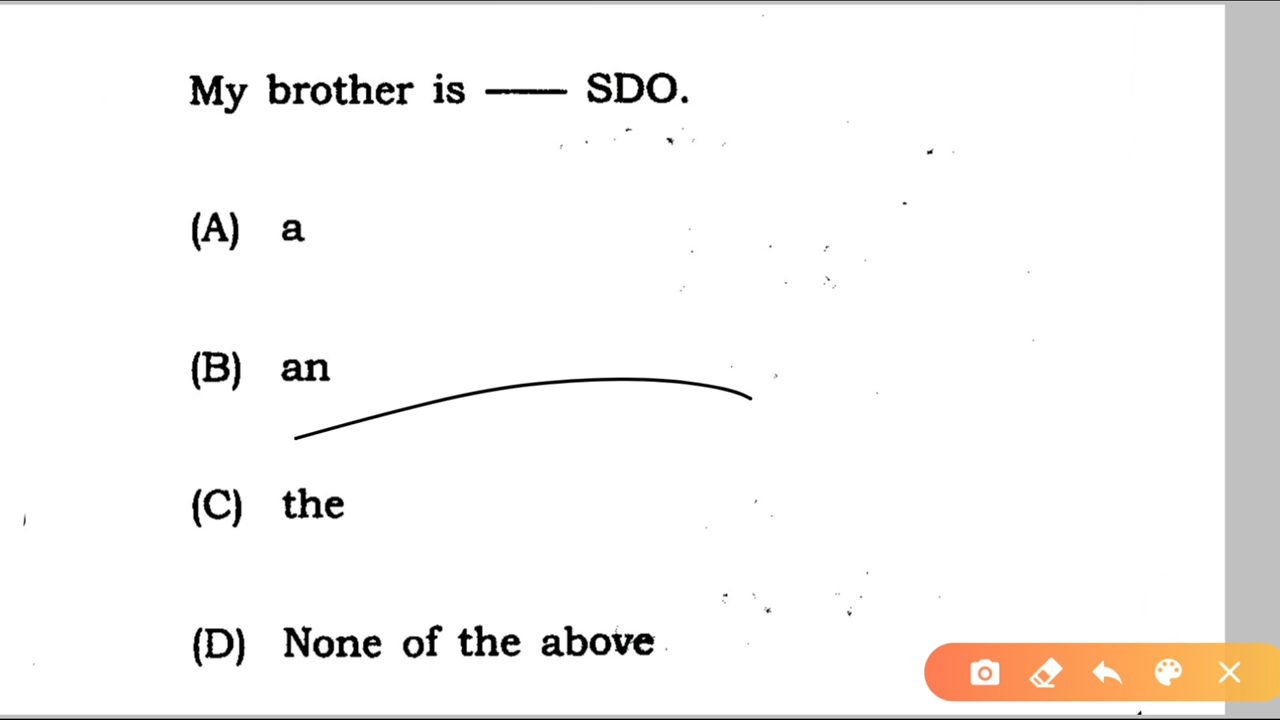 My brother is —— SDO.
(A) a
(B) an
(C) the
(D) None of the above